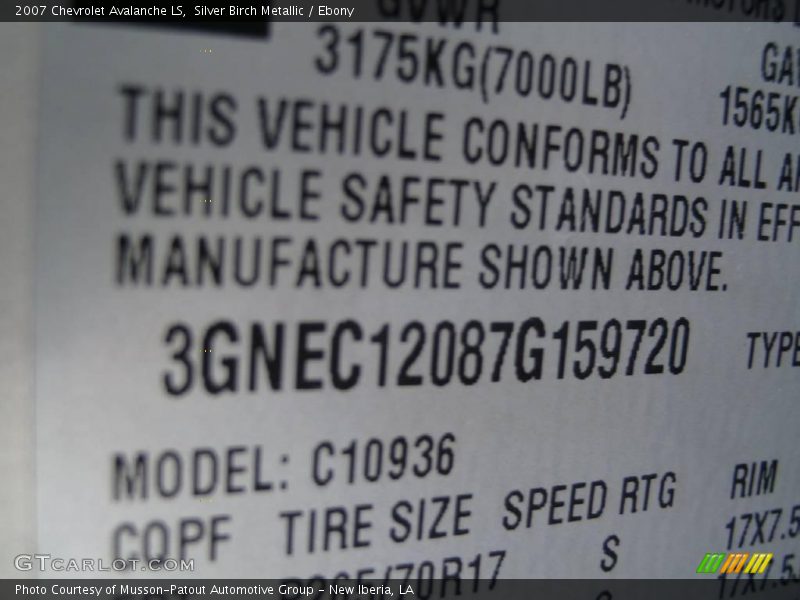 2007 Chevrolet Avalanche LS, Silver Birch Metallic / Ebony
GVWR
3175KG(7000LB)
1565K
THIS VEHICLE CONFORMS TO ALL
VEHICLE SAFETY STANDARDS IN EFF
MANUFACTURE SHOWN ABOVE.
3GNEC12087G159720 TYPE
MODEL: C10936
TIRE SIZE SPEED RTG RIM
S 17X7.5
GTCarLot.com
Photo Courtesy of Musson-Patout Automotive Group - New Iberia, LA